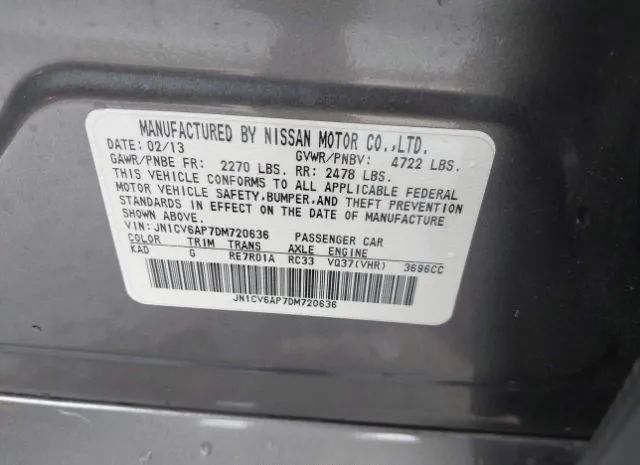 MANUFACTURED BY NISSAN MOTOR CO.,LTD.
DATE: 02/13 GVWR/PNBV: 4722 LBS.
GAWR/PNBE FR: 2270 LBS. RR: 2478 LBS.
THIS VEHICLE CONFORMS TO ALL APPLICABLE FEDERAL
MOTOR VEHICLE SAFETY,BUMPER,AND THEFT PREVENTION
STANDARDS IN EFFECT ON THE DATE OF MANUFACTURE
SHOWN ABOVE.
VIN: JN1CV6AP7DM720636 PASSENGER CAR
COLOR TRIM TRANS AXLE ENGINE
KAD G RE7R01A RC33 VQ37(VHR) 3696CC
JN1CV6AP7DM720636